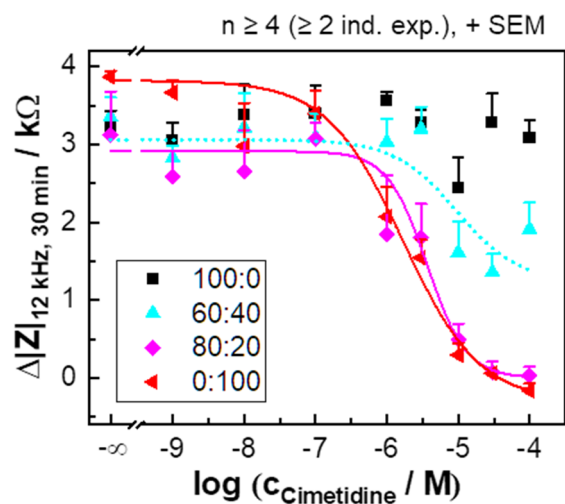 n ≥ 4 (≥ 2 ind. exp.), + SEM
Δ|Z|12 kHz, 30 min / kΩ
4
3
2
1
0
100:0
60:40
80:20
0:100
-∞ -9 -8 -7 -6 -5 -4
log (cCimetidine / M)